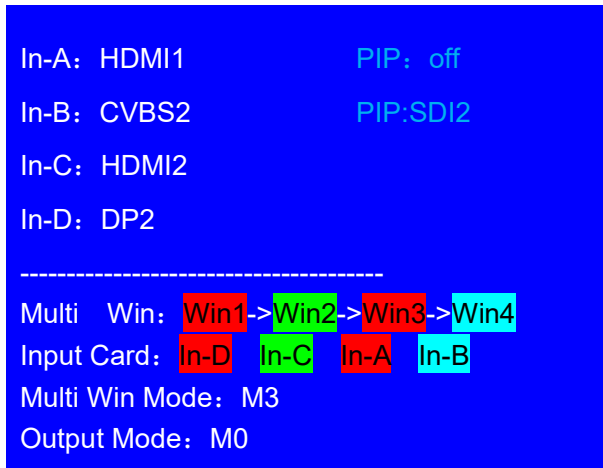 In-A：HDMI1 PIP：off
In-B：CVBS2 PIP:SDI2
In-C：HDMI2
In-D：DP2
---------------------------------------
Multi Win：Win1->Win2->Win3->Win4
Input Card：In-D In-C In-A In-B
Multi Win Mode：M3
Output Mode：M0